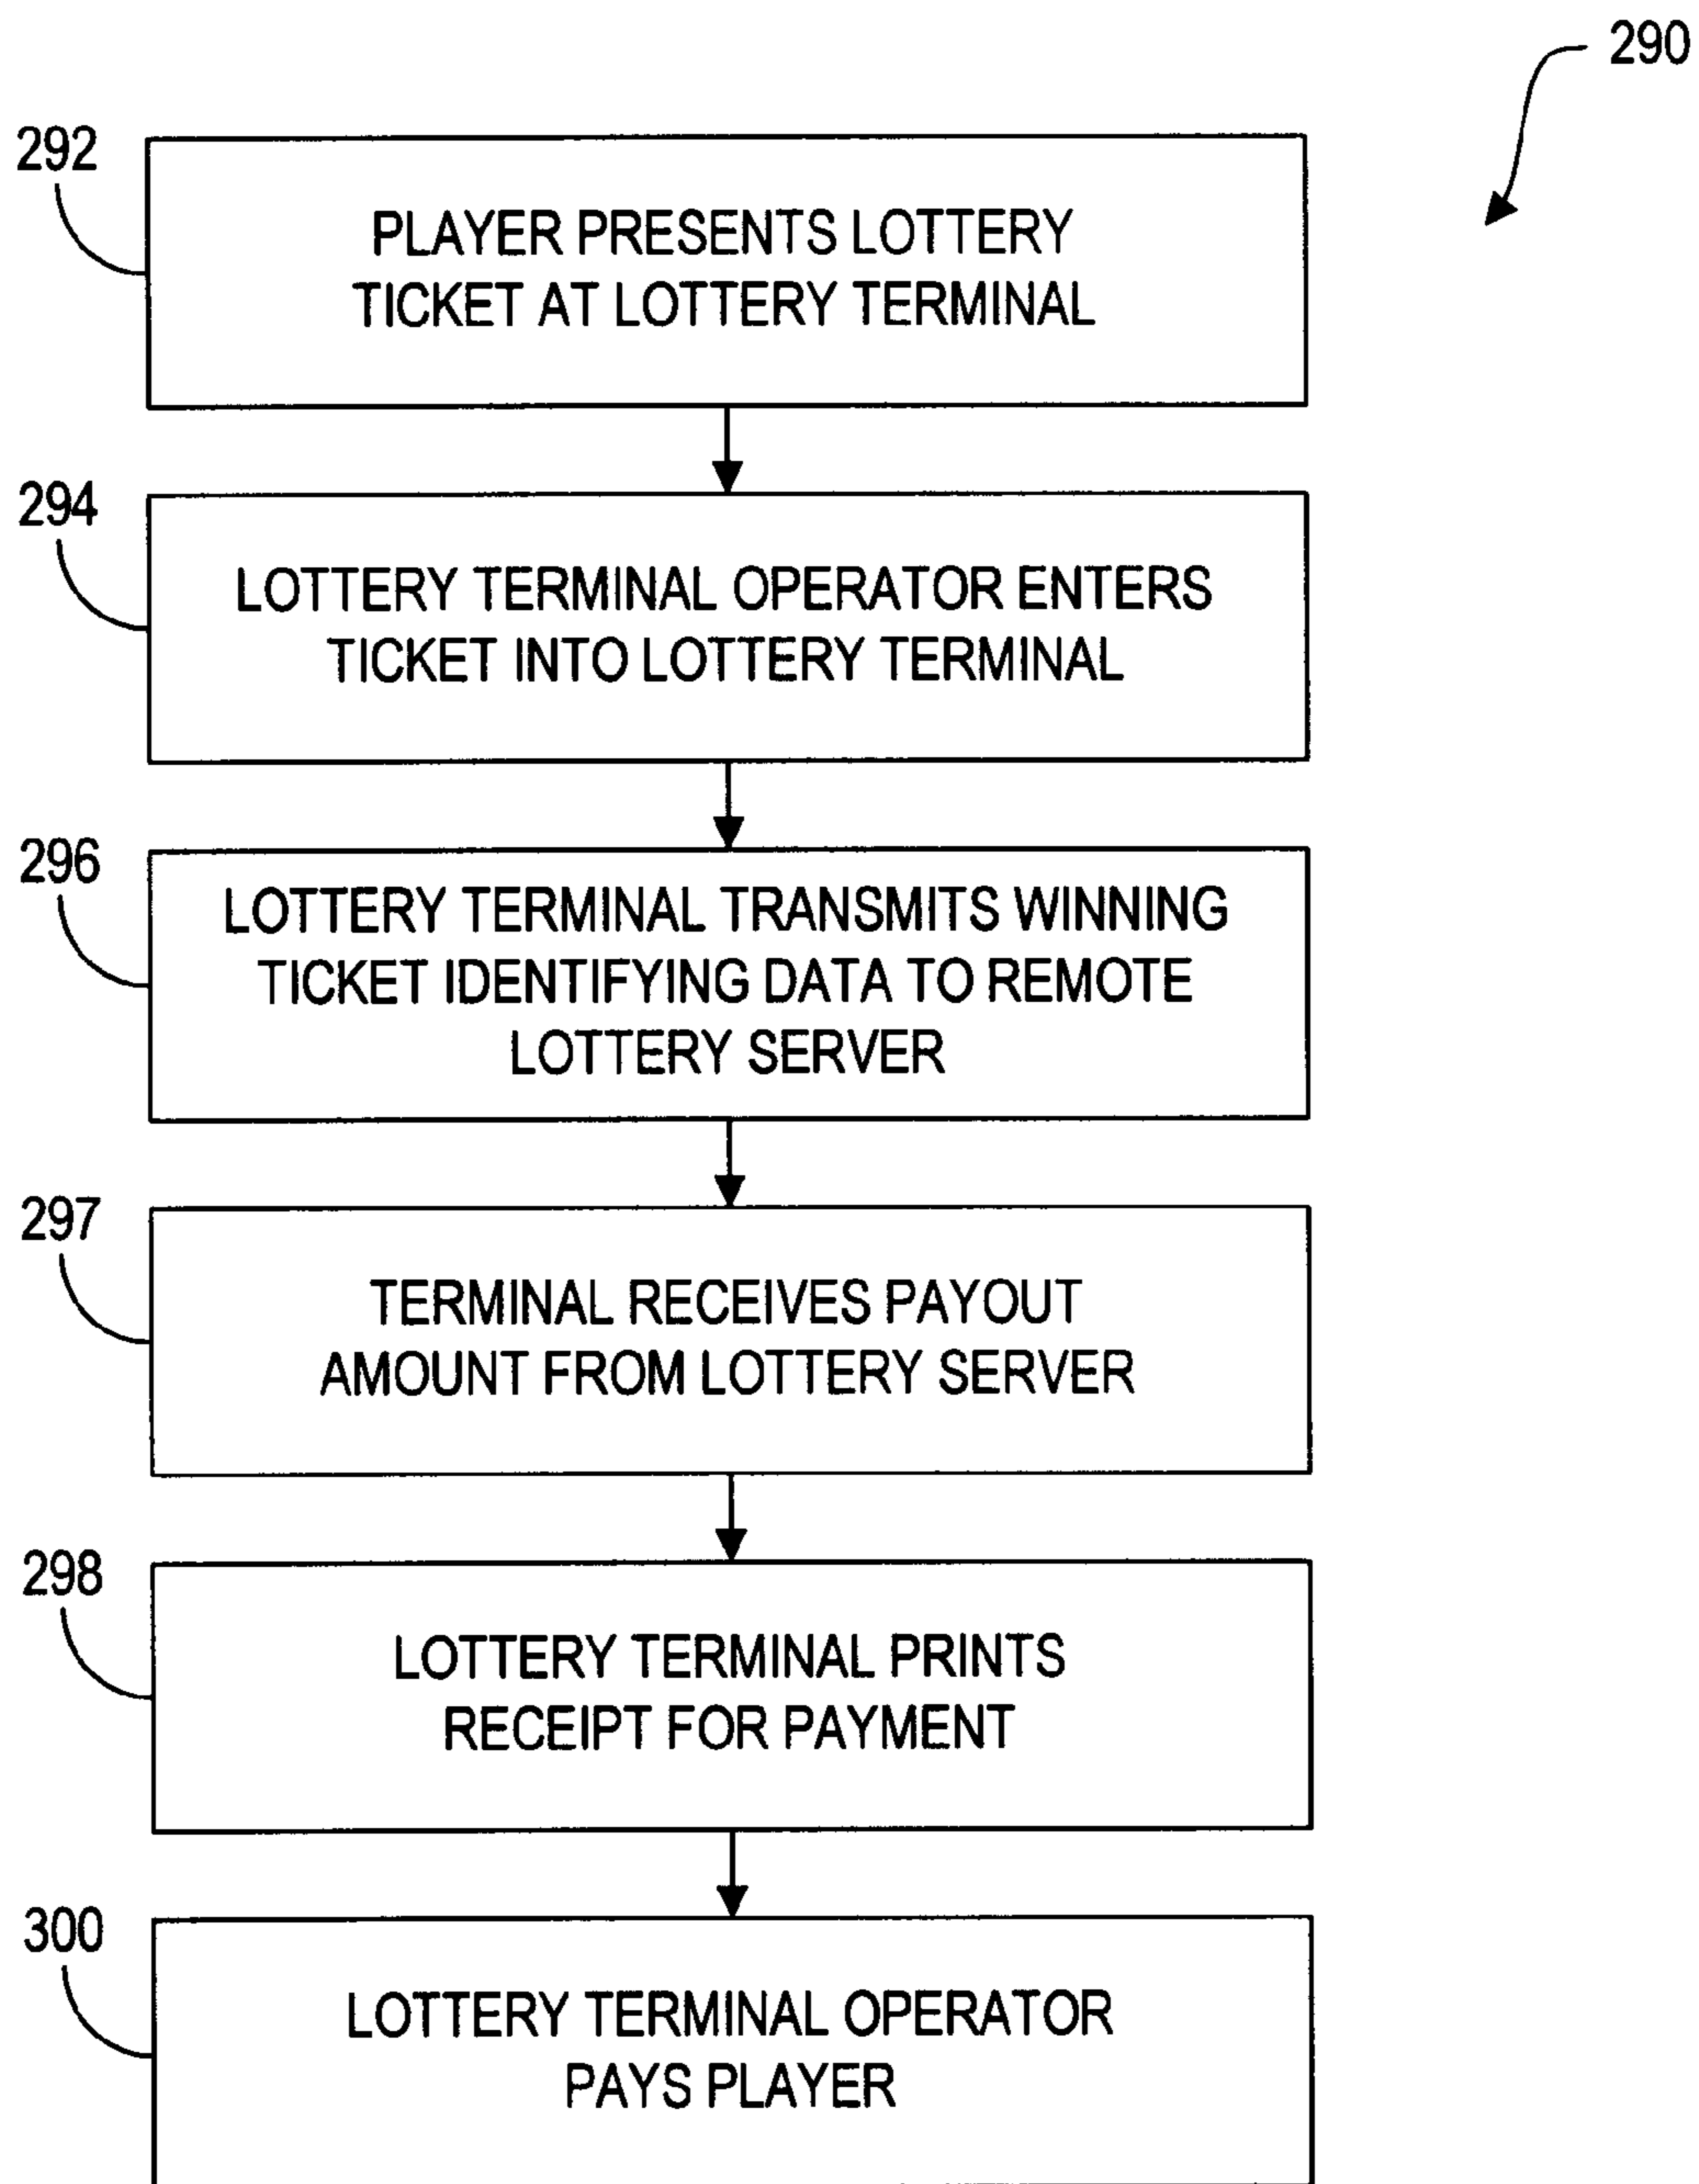 290
292
PLAYER PRESENTS LOTTERY
TICKET AT LOTTERY TERMINAL
294
LOTTERY TERMINAL OPERATOR ENTERS
TICKET INTO LOTTERY TERMINAL
296
LOTTERY TERMINAL TRANSMITS WINNING
TICKET IDENTIFYING DATA TO REMOTE
LOTTERY SERVER
297
TERMINAL RECEIVES PAYOUT
AMOUNT FROM LOTTERY SERVER
298
LOTTERY TERMINAL PRINTS
RECEIPT FOR PAYMENT
300
LOTTERY TERMINAL OPERATOR
PAYS PLAYER